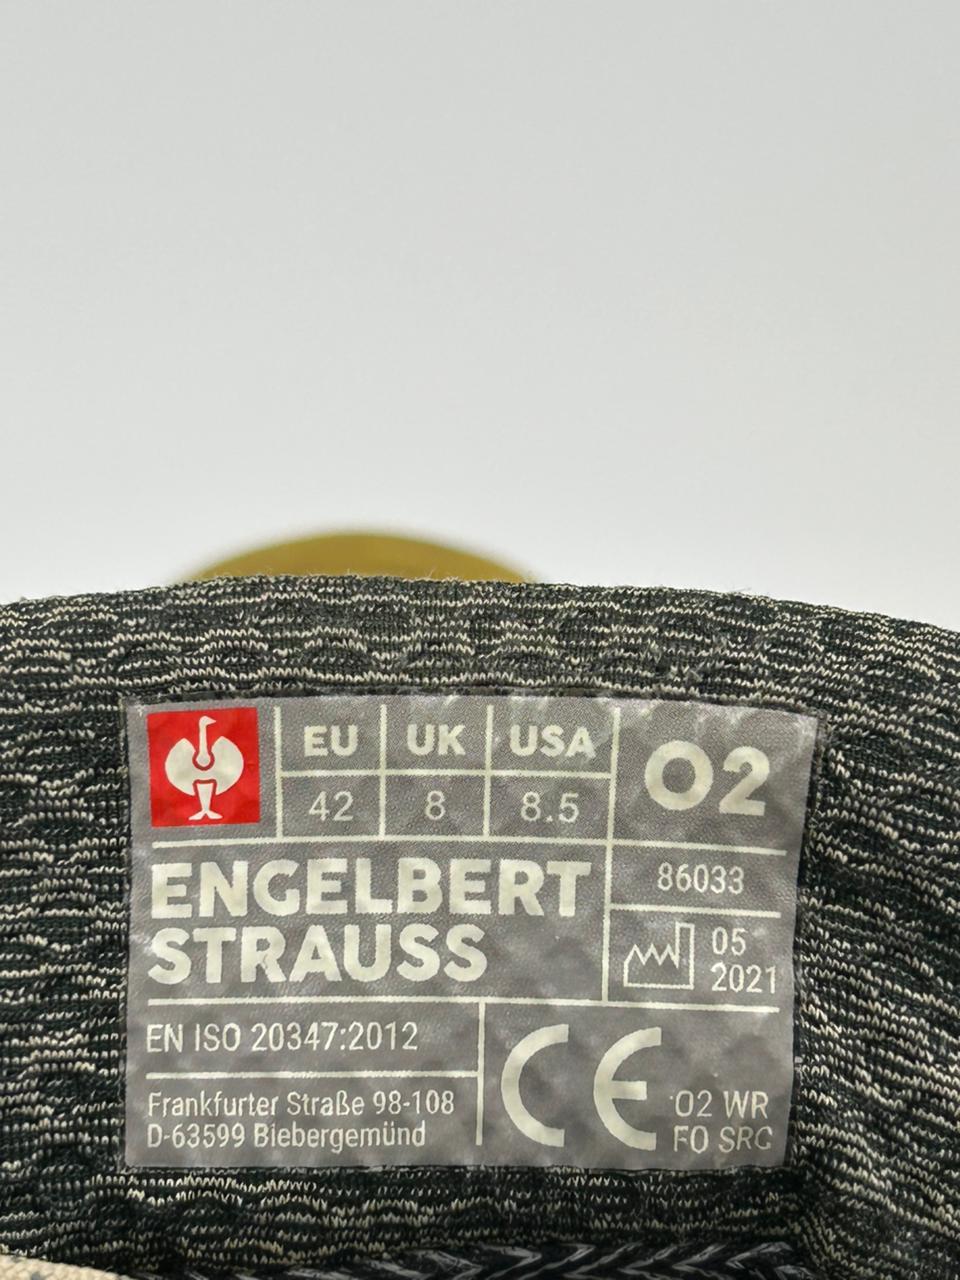 EU UK USA
42 8 8.5
O2
ENGELBERT
STRAUSS
86033
05
2021
EN ISO 20347:2012
Frankfurter Straße 98-108
D-63599 Biebergemünd
CE
O2 WR
FO SRC